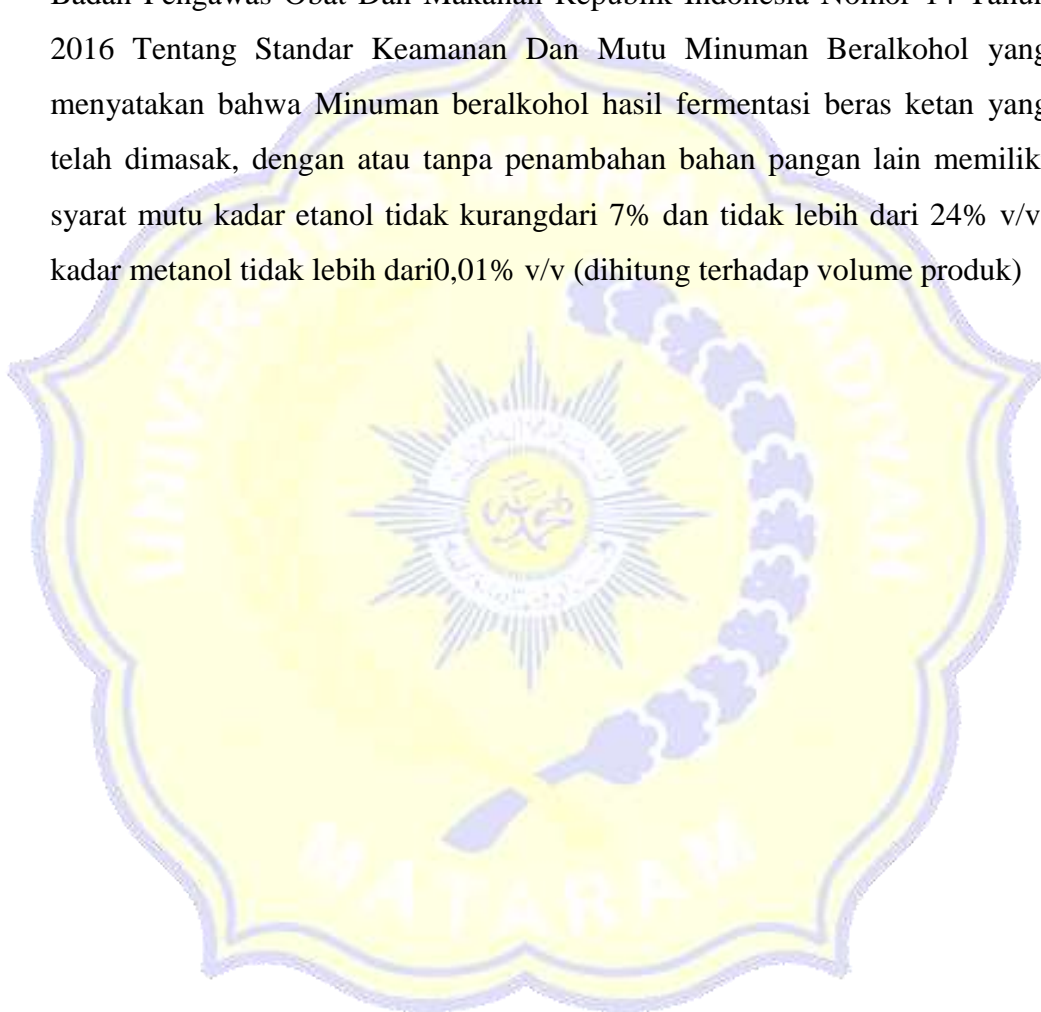 Badan Pengawas Obat Dan Makanan Republik Indonesia Nomor 14 Tahun
2016 Tentang Standar Keamanan Dan Mutu Minuman Beralkohol yang
menyatakan bahwa Minuman beralkohol hasil fermentasi beras ketan yang
telah dimasak, dengan atau tanpa penambahan bahan pangan lain memilik
syarat mutu kadar etanol tidak kurangdari 7% dan tidak lebih dari 24% v/v
kadar metanol tidak lebih dari0,01% v/v (dihitung terhadap volume produk)
UNIVERSITAS MUHAMMADIYAH
MATARAM